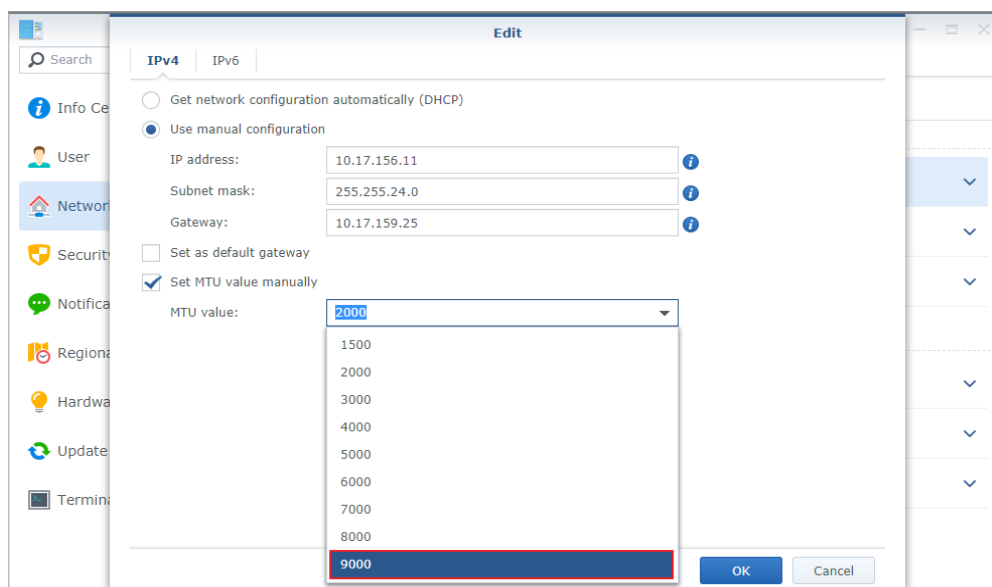 Edit
Search
IPv4 IPv6
Get network configuration automatically (DHCP)
Info Ce
Use manual configuration
User
IP address: 10.17.156.11
Subnet mask: 255.255.24.0
Networ
Gateway: 10.17.159.25
Set as default gateway
Securit
Set MTU value manually
Notifica
MTU value: 2000
1500
Regiona
2000
3000
Hardwa
4000
Update
5000
6000
Termina
7000
8000
9000
OK Cancel